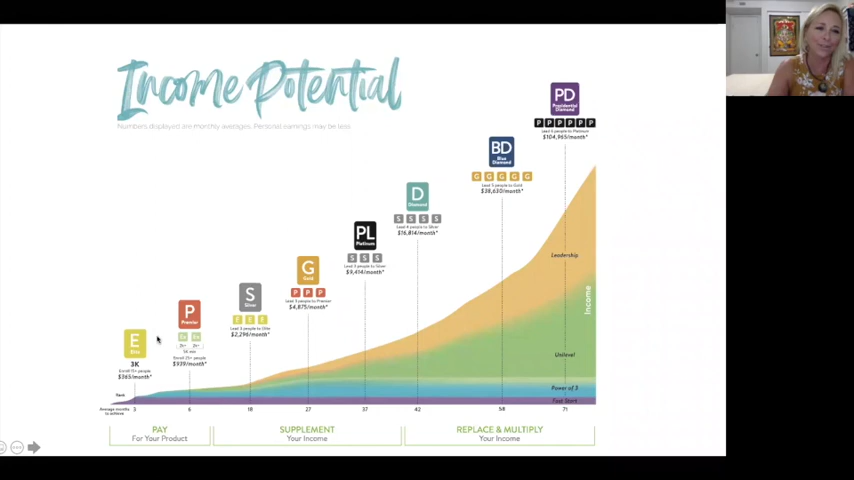 Income Potential
Numbers displayed are monthly averages. Personal earnings may be less
PD
Presidential
Diamond
P P P P P P
Lead 6 people to Platinum
$104,965/month*
BD
Blue
Diamond
G G G G G
Lead 5 people to Gold
$38,630/month*
D
Diamond
S S S S
Lead 4 people to Silver
$16,814/month*
PL
Platinum
S S S
Lead 3 people to Silver
$9,414/month*
G
Gold
P P P
Lead 3 people to Premier
$4,875/month*
S
Silver
E E E
Lead 3 people to Elite
$2,296/month*
P
Premier
5K min
$939/month*
E
Elite
3K
$365/month*
Leadership
Unilevel
Power of 3
Fast Start
Income
Rank
Average months
to achieve
3 6 18 27 37 42 58 71
PAY
For Your Product
SUPPLEMENT
Your Income
REPLACE & MULTIPLY
Your Income